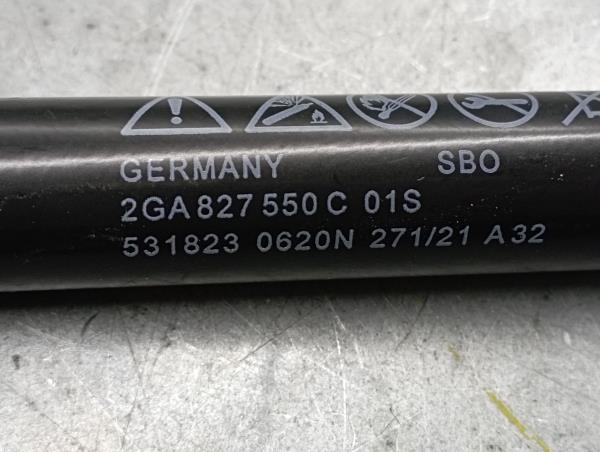 GERMANY SBO
2GA 827 550 C 01S
531823 0620N 271/21 A32